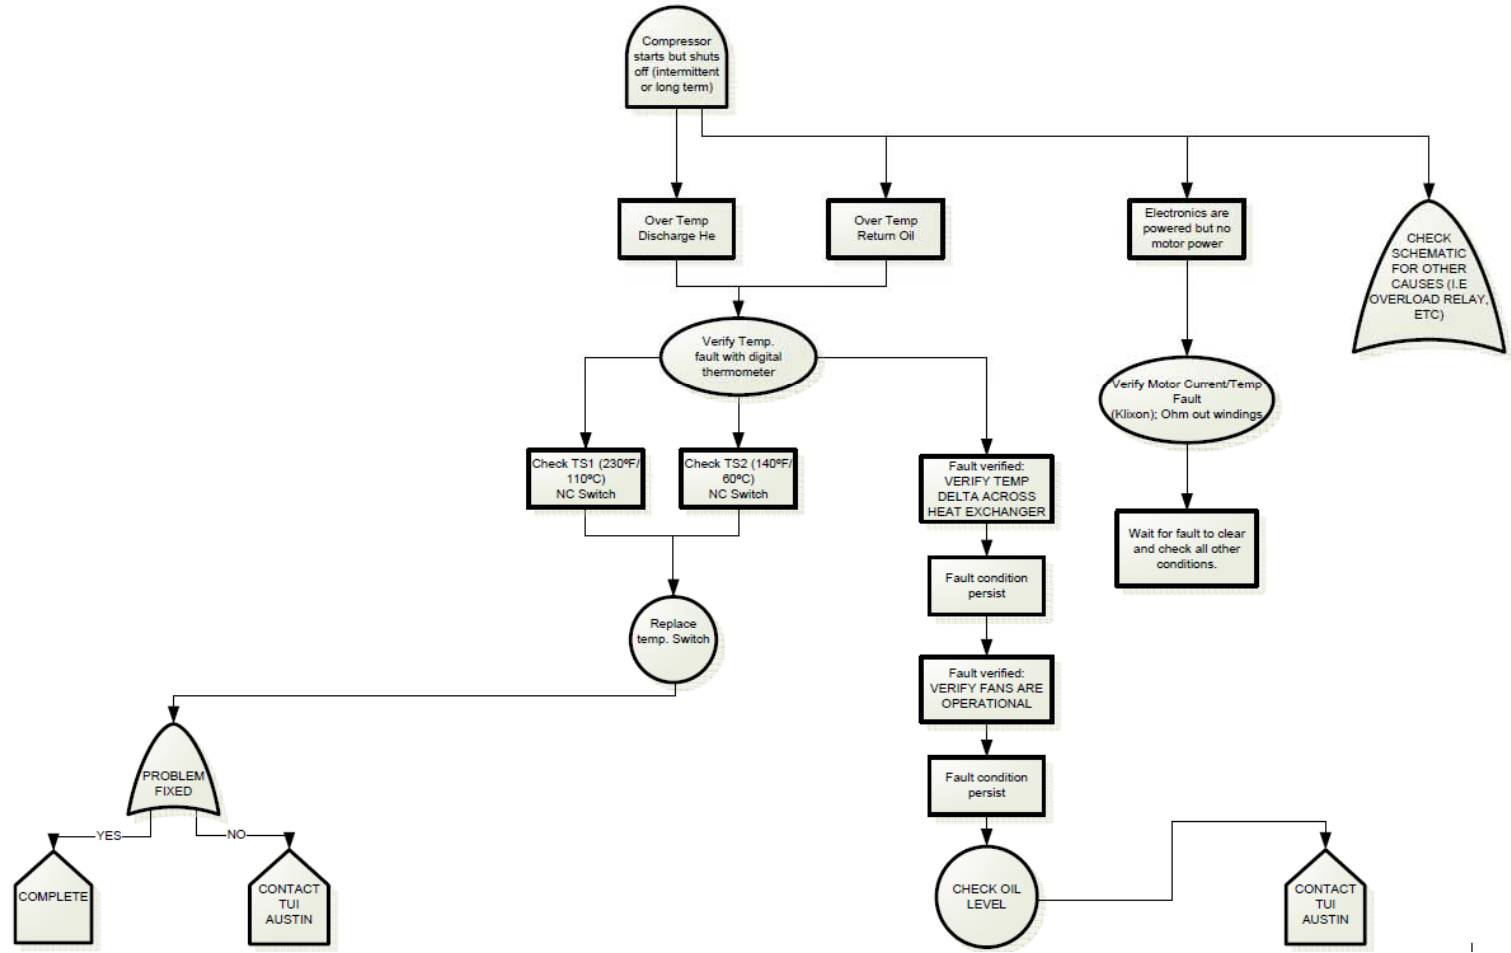 Compressor
starts but shuts
off (intermittent
or long term)
Over Temp
Discharge He
Over Temp
Return Oil
Electronics are
powered but no
motor power
CHECK
SCHEMATIC
FOR OTHER
CAUSES (I.E
OVERLOAD RELAY,
ETC)
Verify Temp.
fault with digital
thermometer
Verify Motor Current/Temp
Fault
(Klixon); Ohm out windings
Check TS1 (230ºF/
110ºC)
NC Switch
Check TS2 (140ºF/
60ºC)
NC Switch
Fault verified:
VERIFY TEMP
DELTA ACROSS
HEAT EXCHANGER
Wait for fault to clear
and check all other
conditions.
Fault condition
persist
Replace
temp. Switch
Fault verified:
VERIFY FANS ARE
OPERATIONAL
Fault condition
persist
PROBLEM
FIXED
YES
NO
COMPLETE
CONTACT
TUI
AUSTIN
CHECK OIL
LEVEL
CONTACT
TUI
AUSTIN